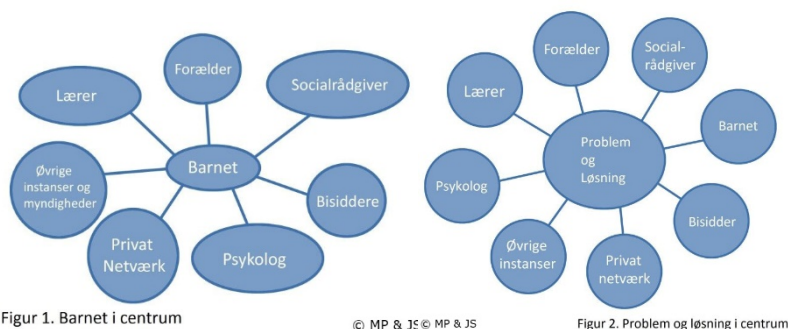 Forælder
Lærer
Socialrådgiver
Øvrige
instanser og
myndigheder
Barnet
Bisiddere
Privat
Netværk
Psykolog
Figur 1. Barnet i centrum
© MP & JS
Forælder
Social-
rådgiver
Lærer
Barnet
Problem
og
Løsning
Psykolog
Bisidder
Øvrige
instanser
Privat
netværk
© MP & JS
Figur 2. Problem og løsning i centrum